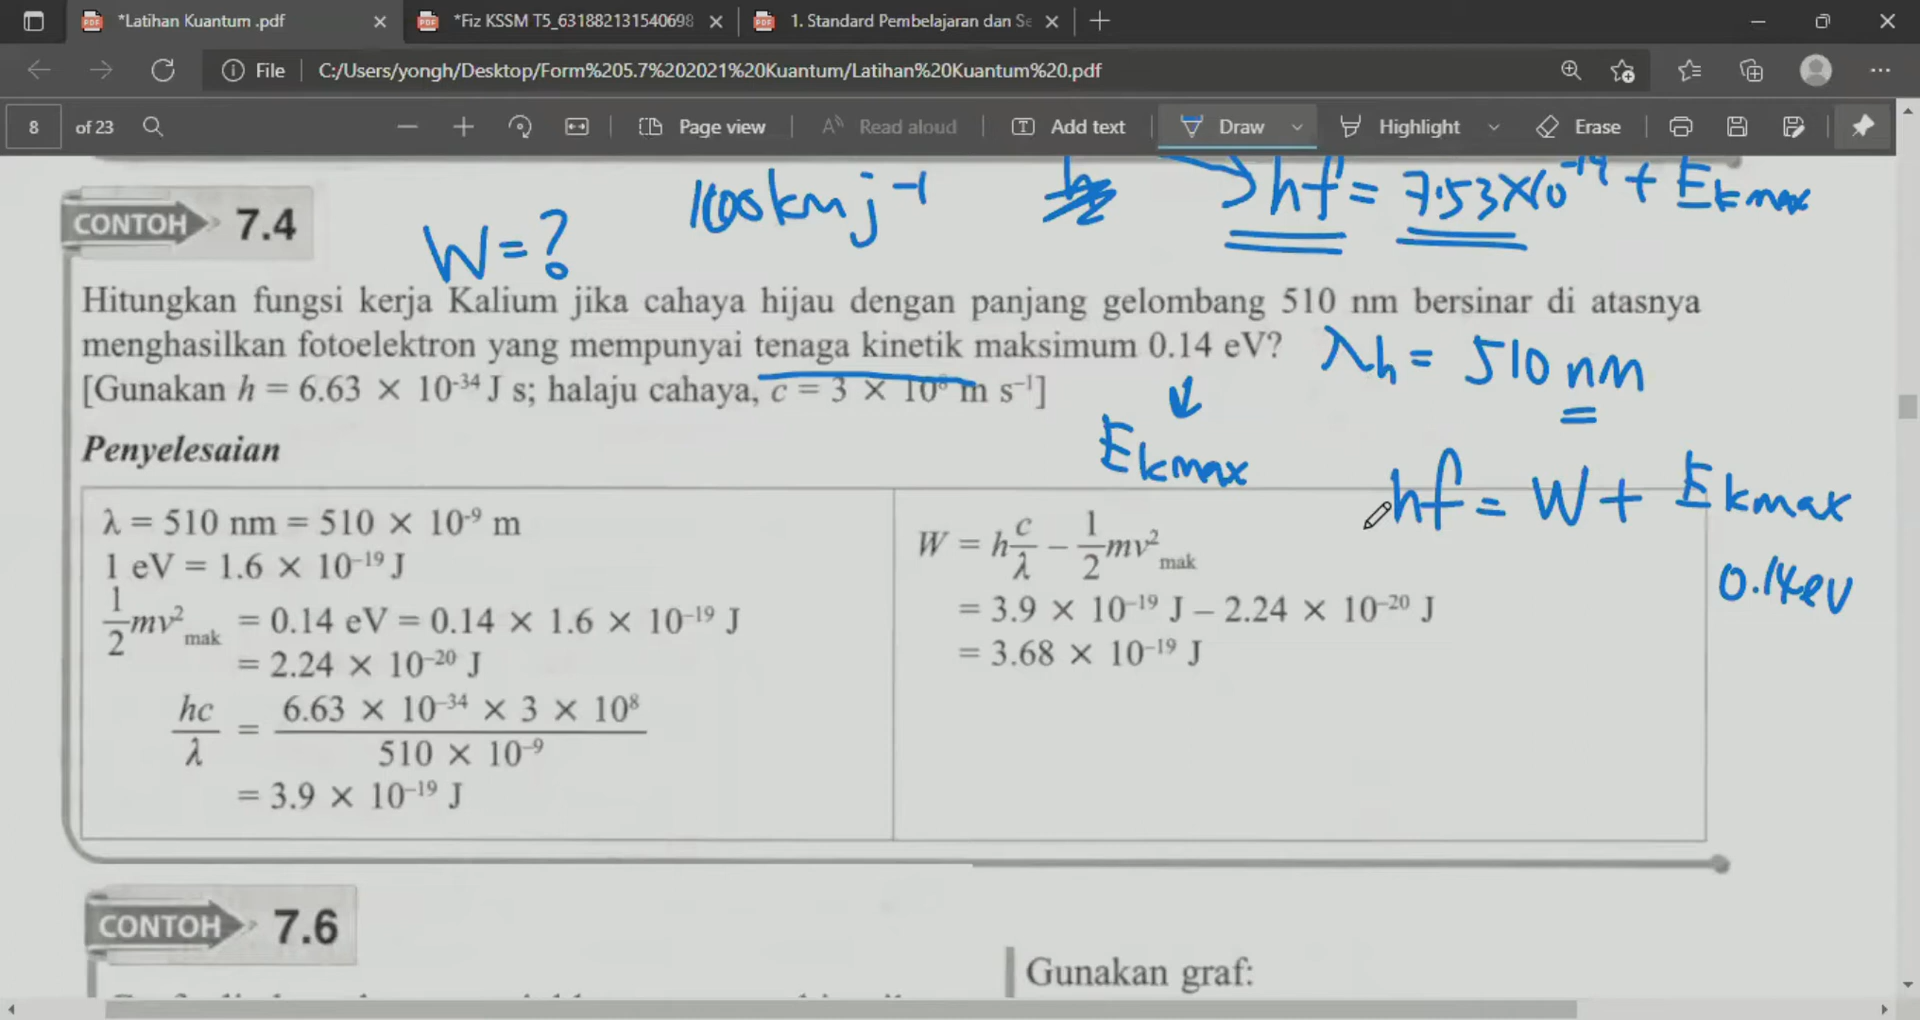 *Latihan Kuantum .pdf
*Fiz KSSM T5_631882131540698
1. Standard Pembelajaran dan Se
File
C:/Users/yongh/Desktop/Form%205.7%202021%20Kuantum/Latihan%20Kuantum%20.pdf
8 of 23
Page view
Read aloud
Add text
Draw
Highlight
Erase
hf = 7.53×10⁻¹⁹ + Ekmax
CONTOH 7.4
W = ?
Hitungkan fungsi kerja Kalium jika cahaya hijau dengan panjang gelombang 510 nm bersinar di atasnya
menghasilkan fotoelektron yang mempunyai tenaga kinetik maksimum 0.14 eV?
λh = 510 nm
[Gunakan h = 6.63 × 10⁻³⁴ J s; halaju cahaya, c = 3 × 10⁸ m s⁻¹]
Ekmax
Penyelesaian
hf = W + Ekmax
0.14eV
λ = 510 nm = 510 × 10⁻⁹ m
1 eV = 1.6 × 10⁻¹⁹ J
½mv²mak = 0.14 eV = 0.14 × 1.6 × 10⁻¹⁹ J
= 2.24 × 10⁻²⁰ J
hc/λ = 6.63 × 10⁻³⁴ × 3 × 10⁸ / 510 × 10⁻⁹
= 3.9 × 10⁻¹⁹ J
W = h c/λ − ½mv²mak
= 3.9 × 10⁻¹⁹ J − 2.24 × 10⁻²⁰ J
= 3.68 × 10⁻¹⁹ J
CONTOH 7.6
Gunakan graf: